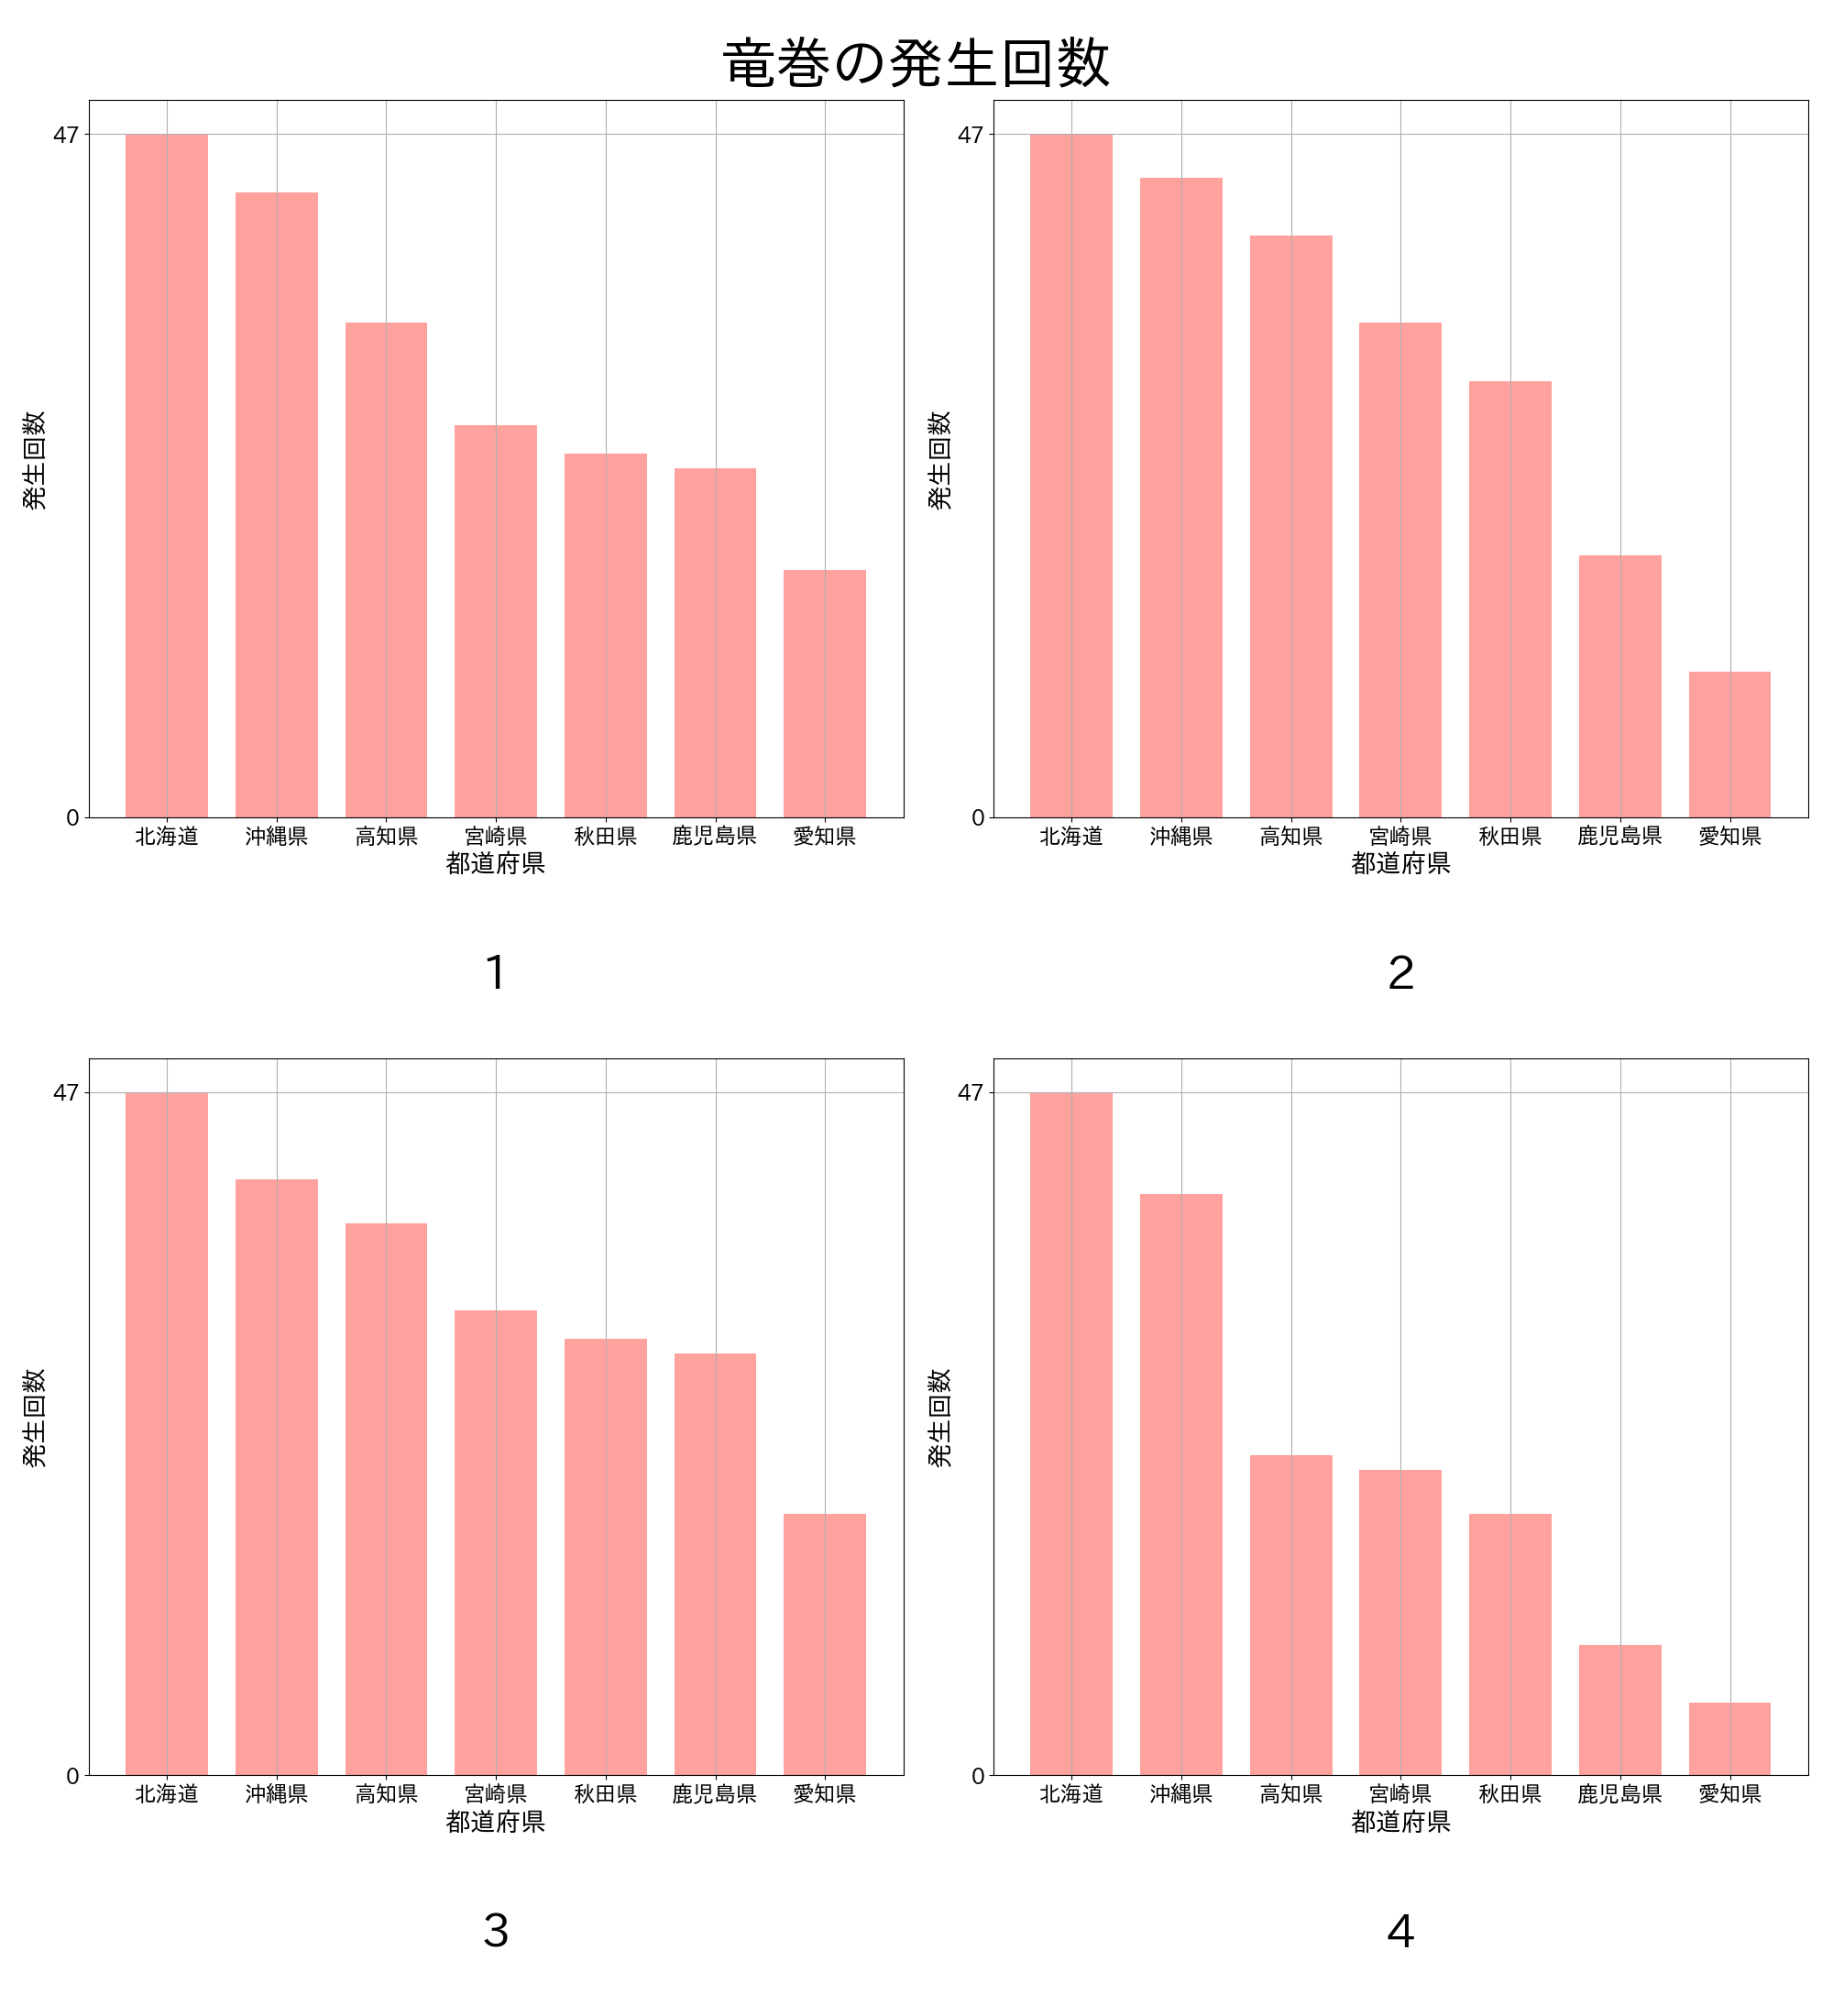 竜巻の発生回数
47
0
発生回数
北海道 沖縄県 高知県 宮崎県 秋田県 鹿児島県 愛知県
都道府県
1
47
0
発生回数
北海道 沖縄県 高知県 宮崎県 秋田県 鹿児島県 愛知県
都道府県
2
47
0
発生回数
北海道 沖縄県 高知県 宮崎県 秋田県 鹿児島県 愛知県
都道府県
3
47
0
発生回数
北海道 沖縄県 高知県 宮崎県 秋田県 鹿児島県 愛知県
都道府県
4